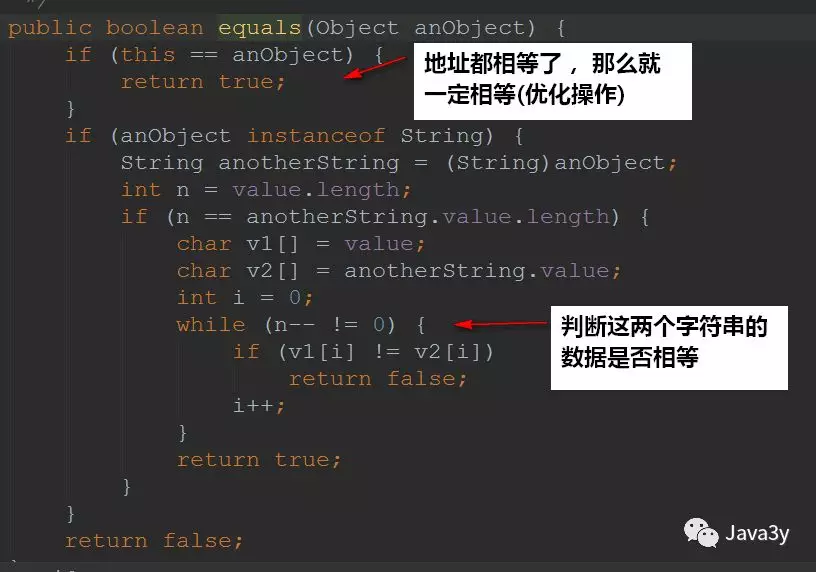 */
public boolean equals(Object anObject) {
if (this == anObject) {
return true;
}
地址都相等了，那么就
一定相等(优化操作)
if (anObject instanceof String) {
String anotherString = (String)anObject;
int n = value.length;
if (n == anotherString.value.length) {
char v1[] = value;
char v2[] = anotherString.value;
int i = 0;
while (n-- != 0) {
if (v1[i] != v2[i])
return false;
i++;
}
判断这两个字符串的
数据是否相等
return true;
}
}
return false;
Java3y